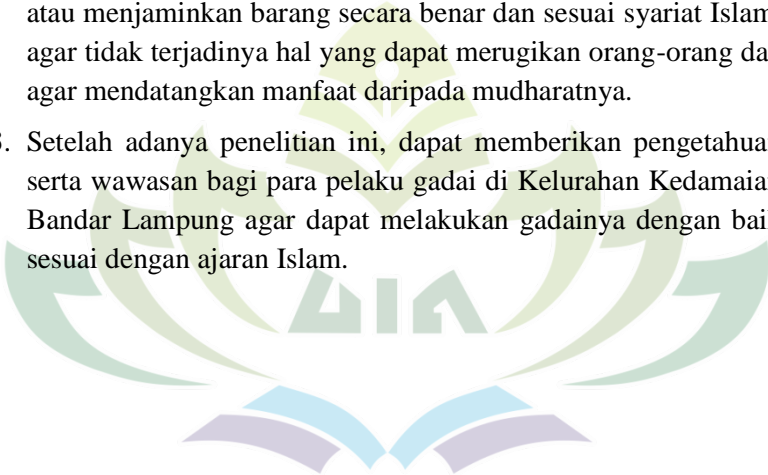 atau menjaminkan barang secara benar dan sesuai syariat Islam
agar tidak terjadinya hal yang dapat merugikan orang-orang da
agar mendatangkan manfaat daripada mudharatnya.
3. Setelah adanya penelitian ini, dapat memberikan pengetahua
serta wawasan bagi para pelaku gadai di Kelurahan Kedamaia
Bandar Lampung agar dapat melakukan gadainya dengan bai
sesuai dengan ajaran Islam.
UIN